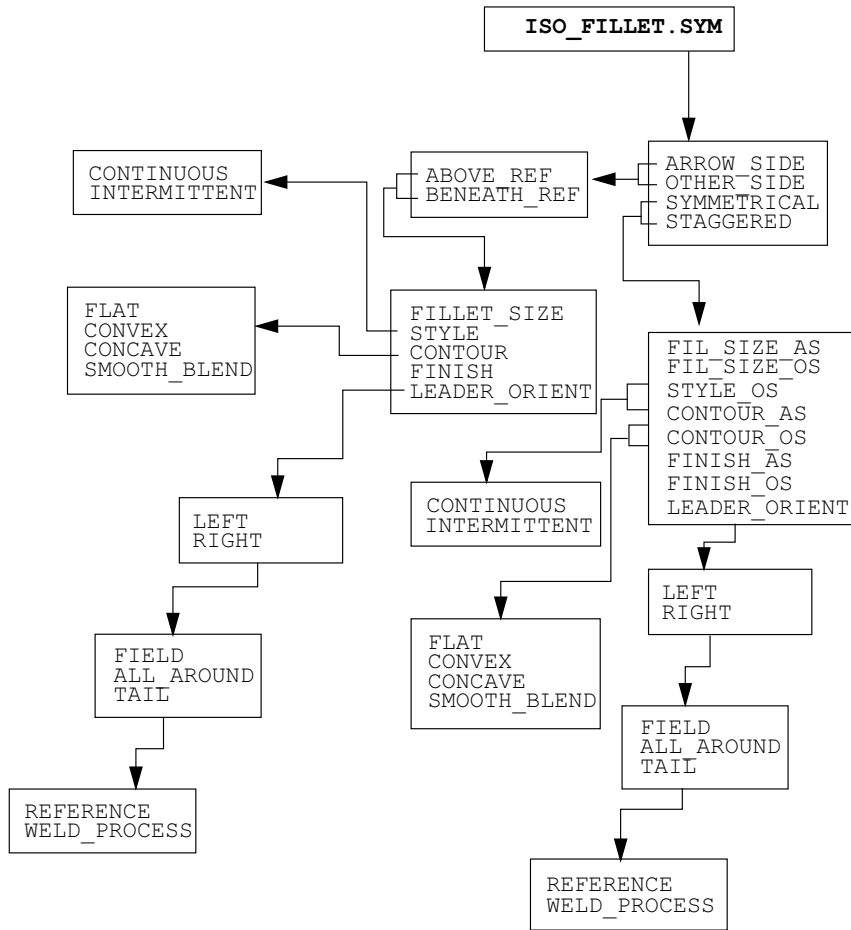 ISO_FILLET.SYM
CONTINUOUS
INTERMITTENT
ABOVE_REF
BENEATH_REF
ARROW_SIDE
OTHER_SIDE
SYMMETRICAL
STAGGERED
FLAT
CONVEX
CONCAVE
SMOOTH_BLEND
FILLET_SIZE
STYLE
CONTOUR
FINISH
LEADER_ORIENT
FIL_SIZE_AS
FIL_SIZE_OS
STYLE_OS
CONTOUR_AS
CONTOUR_OS
FINISH_AS
FINISH_OS
LEADER_ORIENT
LEFT
RIGHT
CONTINUOUS
INTERMITTENT
LEFT
RIGHT
FIELD
ALL_AROUND
TAIL
FLAT
CONVEX
CONCAVE
SMOOTH_BLEND
FIELD
ALL_AROUND
TAIL
REFERENCE
WELD_PROCESS
REFERENCE
WELD_PROCESS